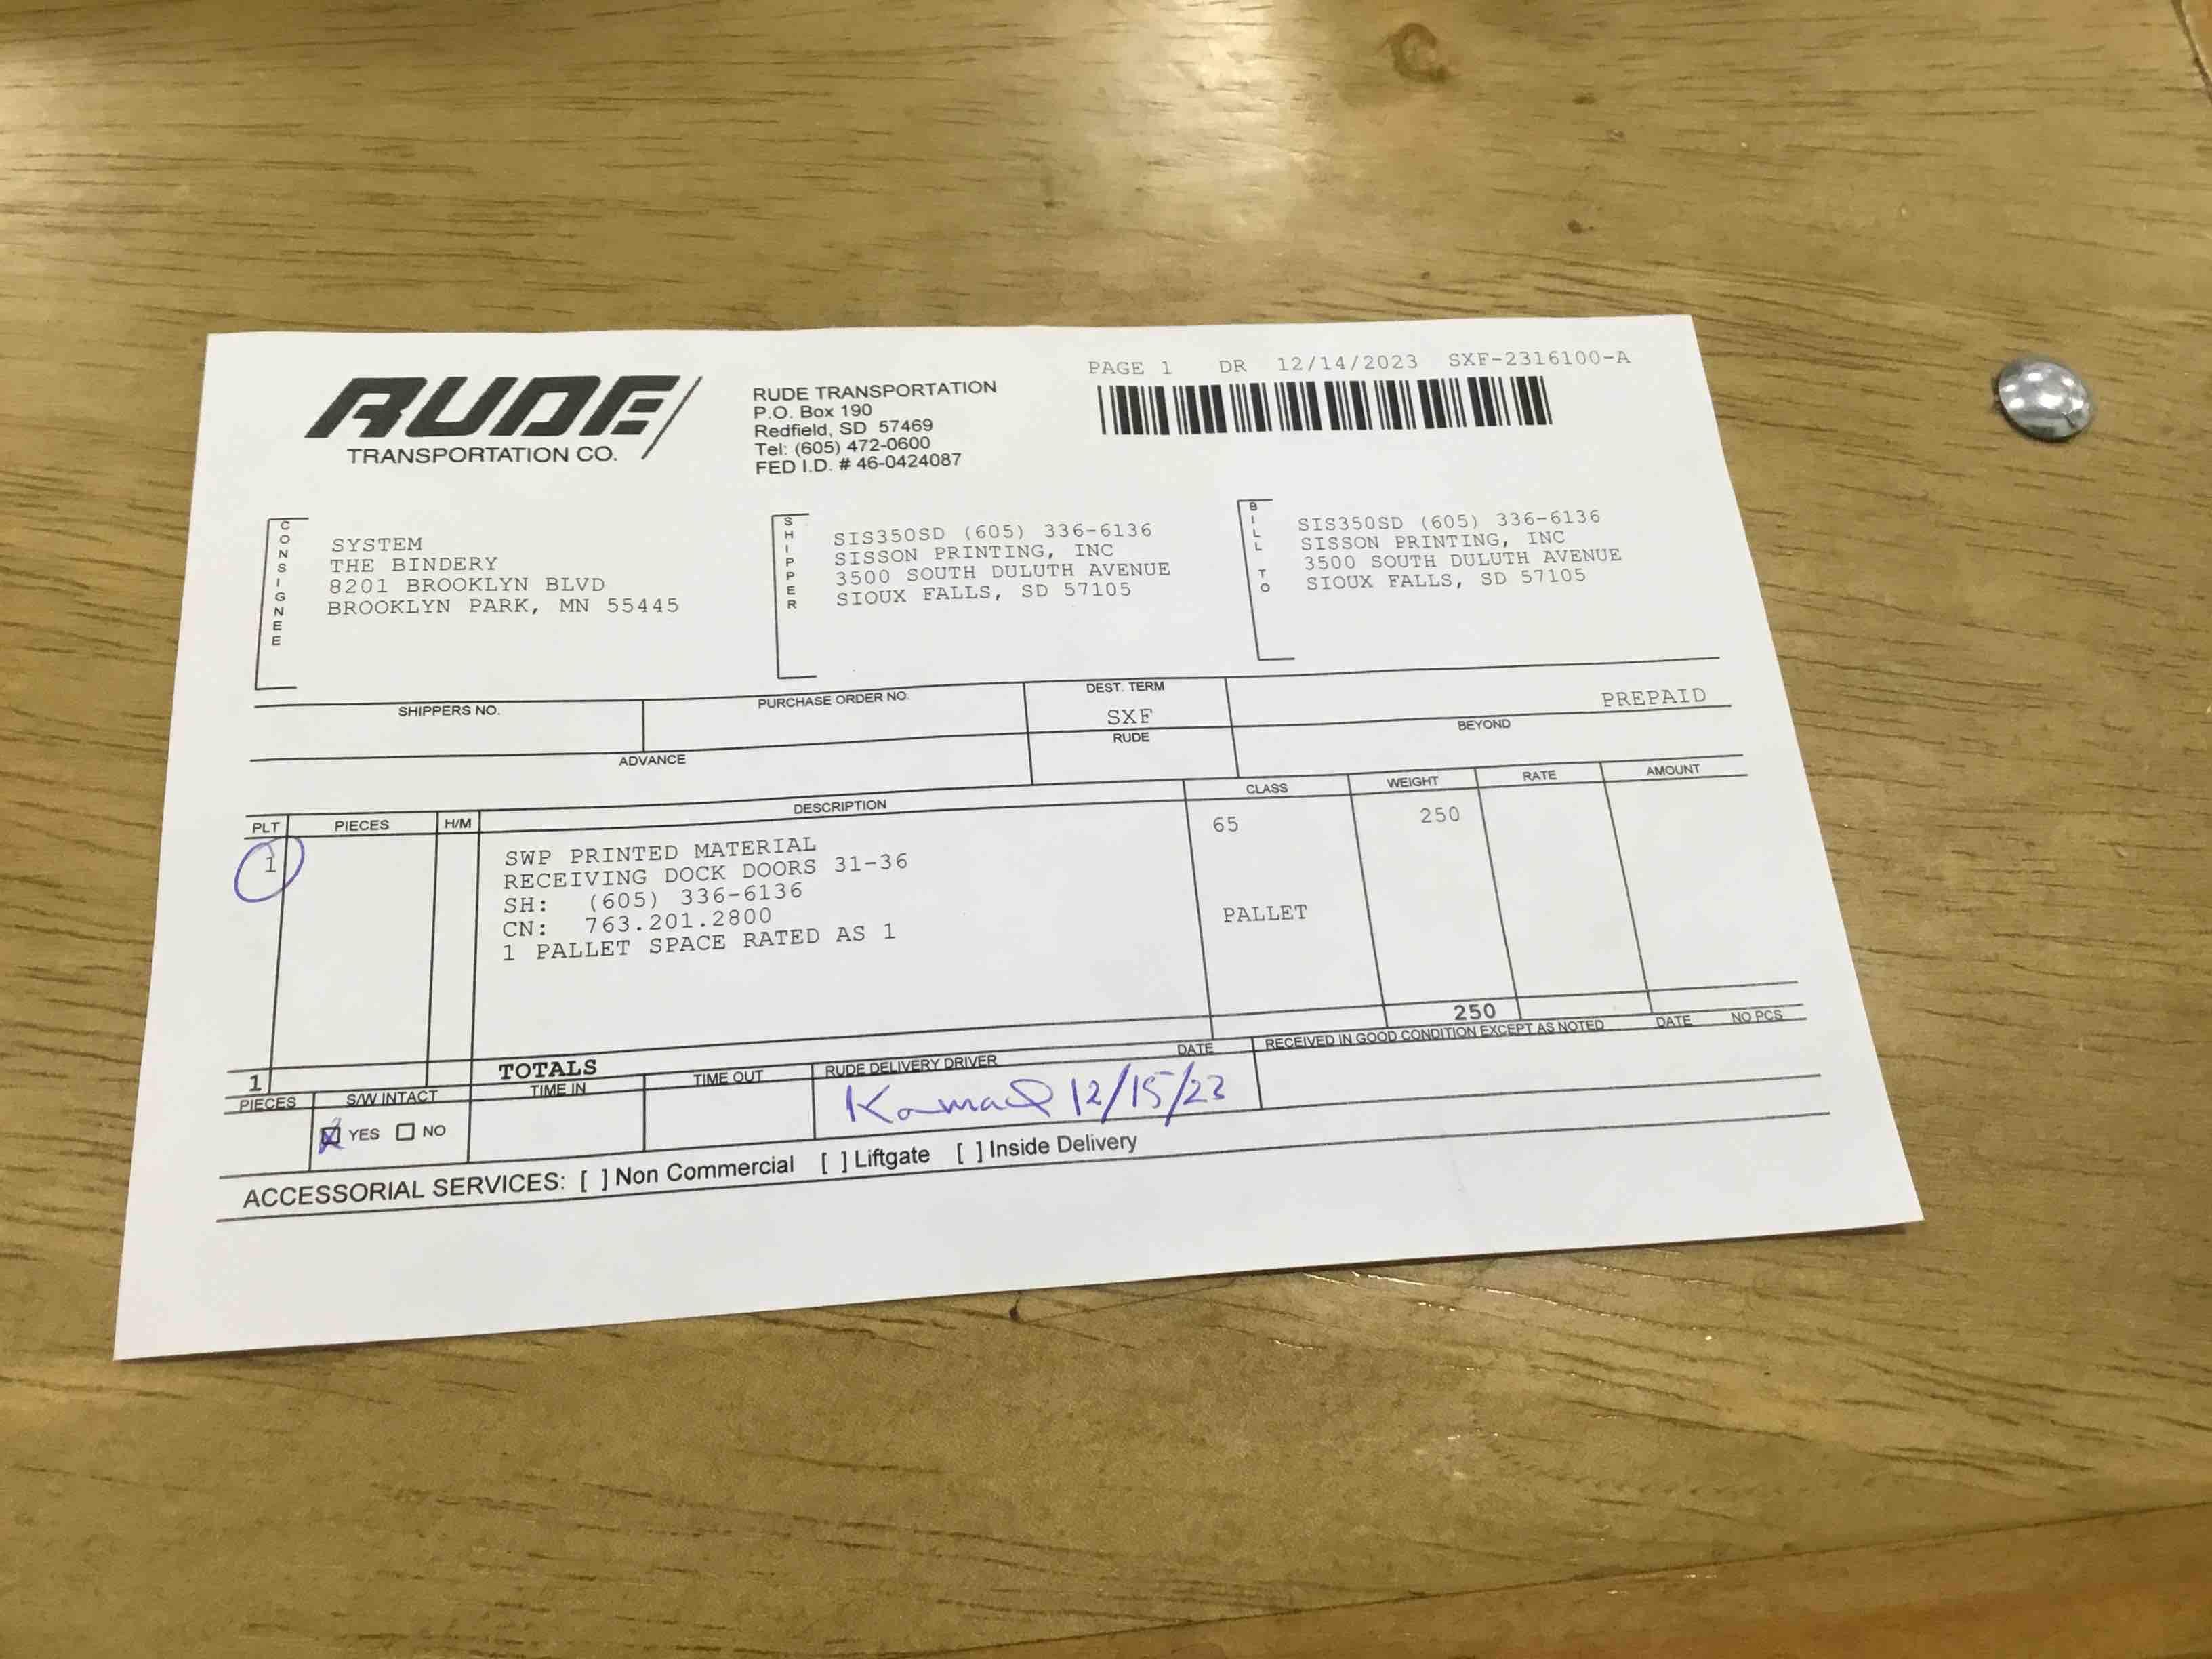 RUDE
TRANSPORTATION CO.
RUDE TRANSPORTATION
P.O. Box 190
Redfield, SD 57469
Tel: (605) 472-0600
FED I.D. # 46-0424087
PAGE 1 DR 12/14/2023 SXF-2316100-A
CONSIGNEE
SYSTEM
THE BINDERY
8201 BROOKLYN BLVD
BROOKLYN PARK, MN 55445
SHIPPER
SIS350SD (605) 336-6136
SISSON PRINTING, INC
3500 SOUTH DULUTH AVENUE
SIOUX FALLS, SD 57105
BILL TO
SIS350SD (605) 336-6136
SISSON PRINTING, INC
3500 SOUTH DULUTH AVENUE
SIOUX FALLS, SD 57105
SHIPPERS NO. PURCHASE ORDER NO. DEST. TERM
SXF PREPAID
ADVANCE RUDE BEYOND
PLT PIECES H/M DESCRIPTION CLASS WEIGHT RATE AMOUNT
1 SWP PRINTED MATERIAL 65 250
RECEIVING DOCK DOORS 31-36
SH: (605) 336-6136
CN: 763.201.2800 PALLET
1 PALLET SPACE RATED AS 1
1 TOTALS 250
PIECES S/W INTACT TIME IN TIME OUT RUDE DELIVERY DRIVER DATE RECEIVED IN GOOD CONDITION EXCEPT AS NOTED DATE NO PCS
YES NO 12/15/23
ACCESSORIAL SERVICES: [ ] Non Commercial [ ] Liftgate [ ] Inside Delivery